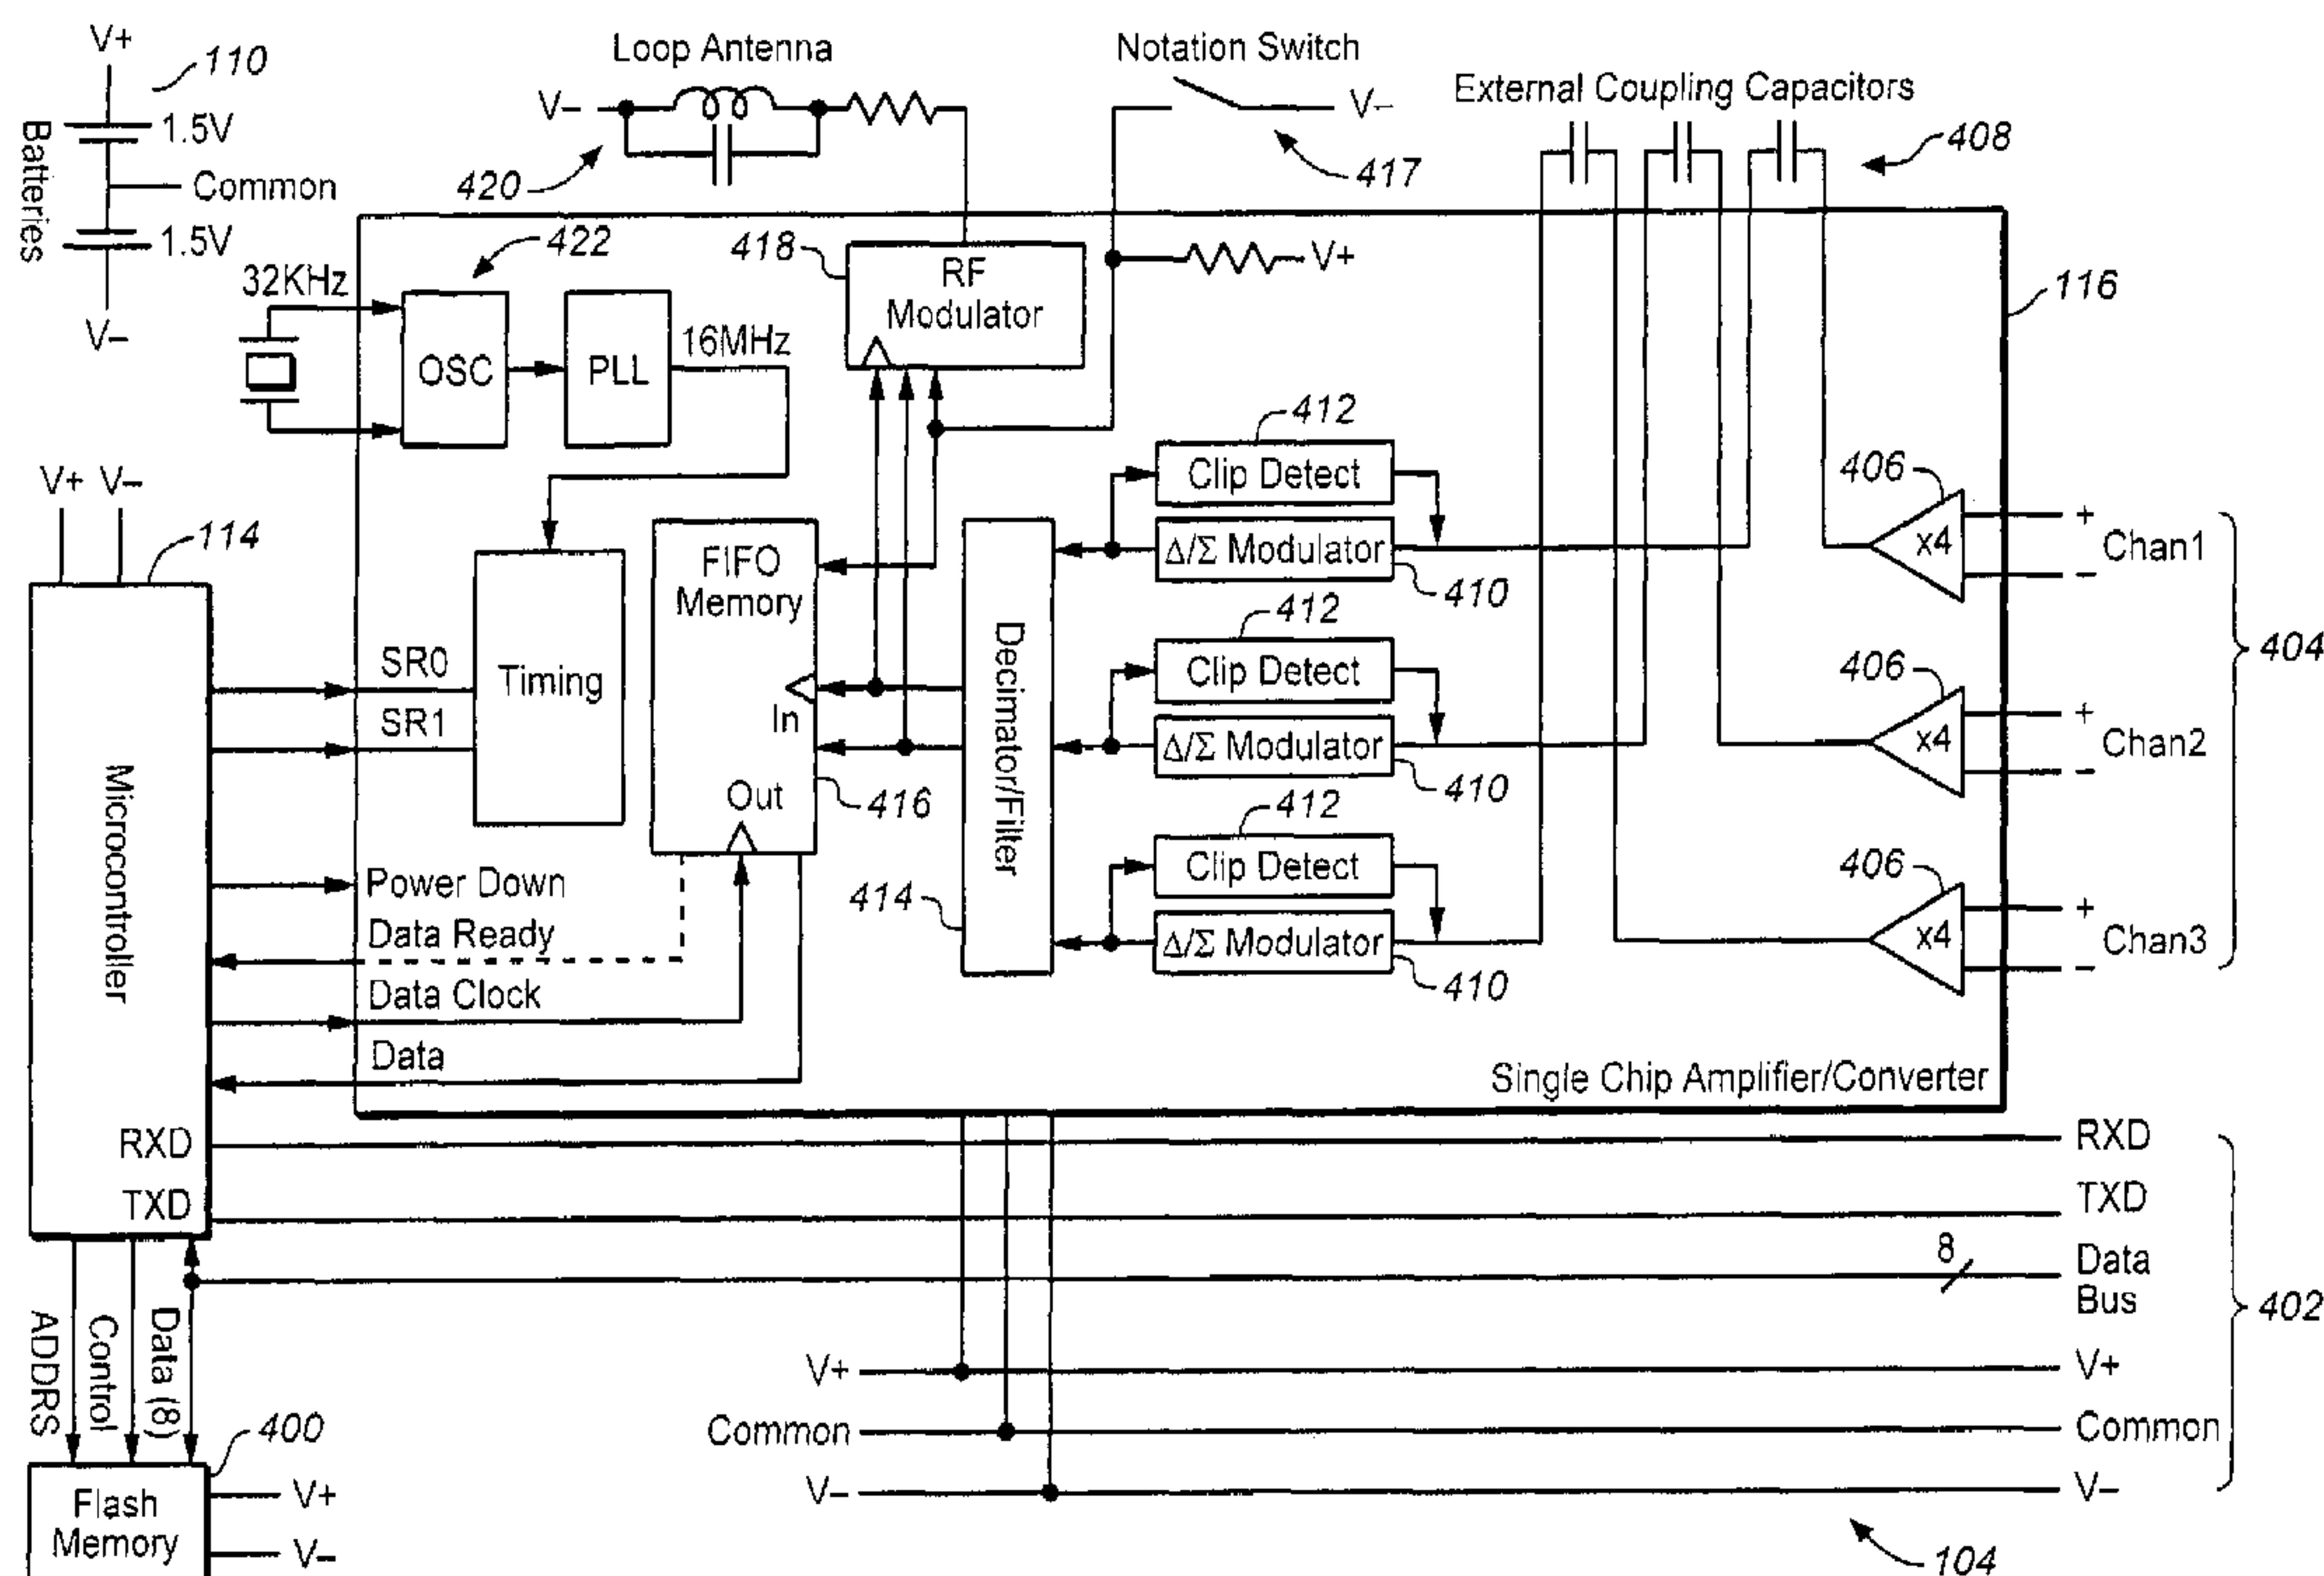 V+
110
Batteries
1.5V
Common
1.5V
V–
Loop Antenna
V–
420
Notation Switch
V–
417
External Coupling Capacitors
408
116
32KHz
422
OSC
PLL
16MHz
418
RF
Modulator
V+
V+ V–
114
Microcontroller
SR0
SR1
Timing
FIFO
Memory
In
Out
416
Decimator/Filter
414
412
Clip Detect
Δ/Σ Modulator
410
412
Clip Detect
Δ/Σ Modulator
410
412
Clip Detect
Δ/Σ Modulator
410
406
x4
+
Chan1
–
406
x4
+
Chan2
–
406
x4
+
Chan3
–
404
Power Down
Data Ready
Data Clock
Data
Single Chip Amplifier/Converter
RXD
RXD
TXD
TXD
8
Data
Bus
402
V+
V+
Common
Common
V–
V–
ADDRS
Control
Data (8)
400
Flash
Memory
V+
V–
104